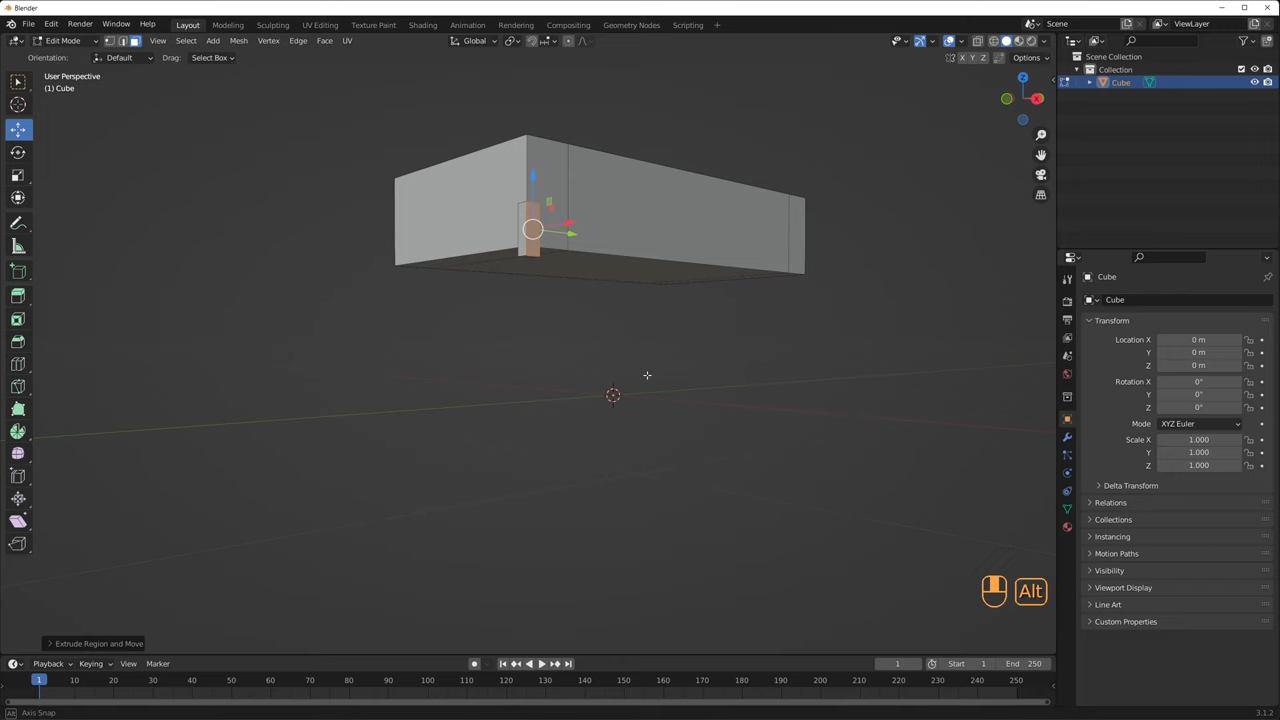 Blender
File Edit Render Window Help Layout Modeling Sculpting UV Editing Texture Paint Shading Animation Rendering Compositing Geometry Nodes Scripting + Scene ViewLayer
Edit Mode View Select Add Mesh Vertex Edge Face UV Global
Orientation: Default Drag: Select Box X Y Z Options
User Perspective
(1) Cube
Z
X
Scene Collection
Collection
Cube
Cube
Cube
Transform
Location X 0 m
Y 0 m
Z 0 m
Rotation X 0°
Y 0°
Z 0°
Mode XYZ Euler
Scale X 1.000
Y 1.000
Z 1.000
Delta Transform
Relations
Collections
Instancing
Motion Paths
Visibility
Viewport Display
Line Art
Custom Properties
Alt
Extrude Region and Move
Playback Keying View Marker 1 Start 1 End 250
1 10 20 30 40 50 60 70 80 90 100 110 120 130 140 150 160 170 180 190 200 210 220 230 240 250
Alt Axis Snap 3.1.2